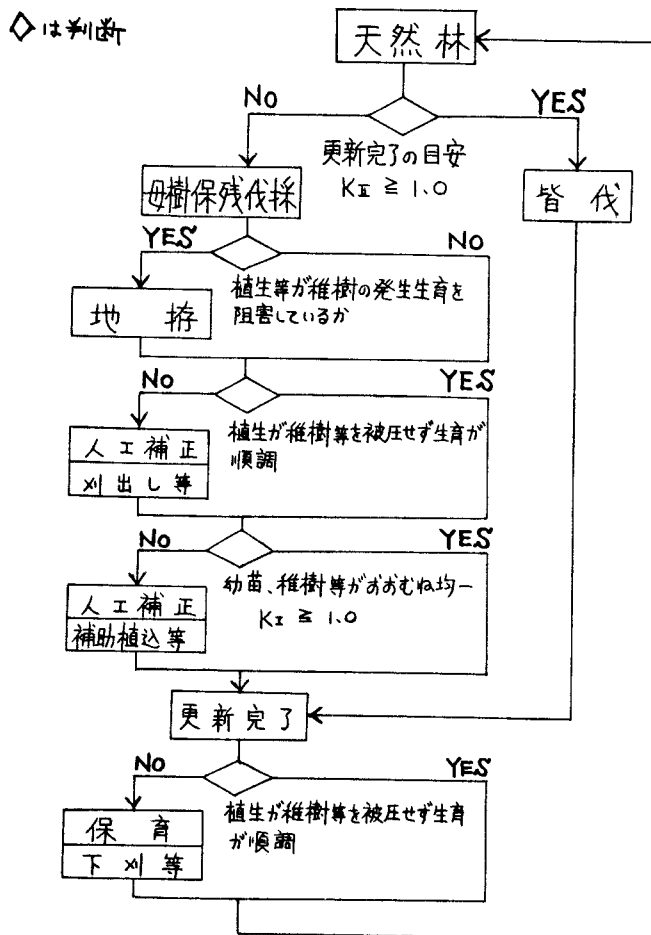 ◇は判断
天然林
NO
YES
更新完了の目安
KⅡ ≧ 1.0
母樹保残伐採
皆伐
YES
NO
植生等が稚樹の発生生育を
阻害しているか
地拵
NO
YES
植生が稚樹等を被圧せず生育が
順調
人工補正
刈出し等
NO
YES
幼苗、稚樹等がおおむね均一
KⅠ ≧ 1.0
人工補正
補助植込等
更新完了
NO
YES
植生が稚樹等を被圧せず生育
が順調
保育
下刈等